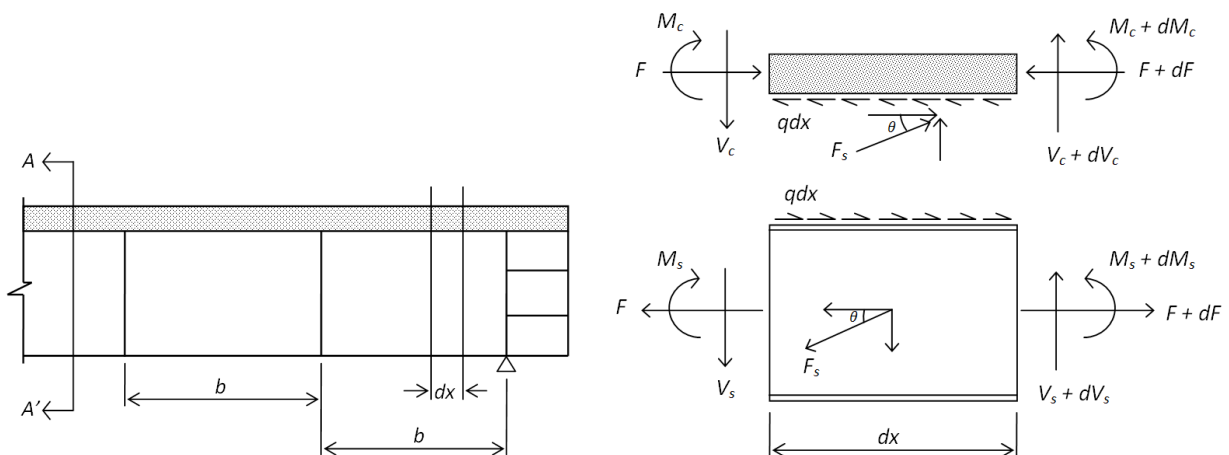 A
A'
b
b
dx
M_c
F
V_c
qdx
θ
F_s
M_c + dM_c
F + dF
V_c + dV_c
qdx
M_s
F
V_s
θ
F_s
M_s + dM_s
F + dF
V_s + dV_s
dx